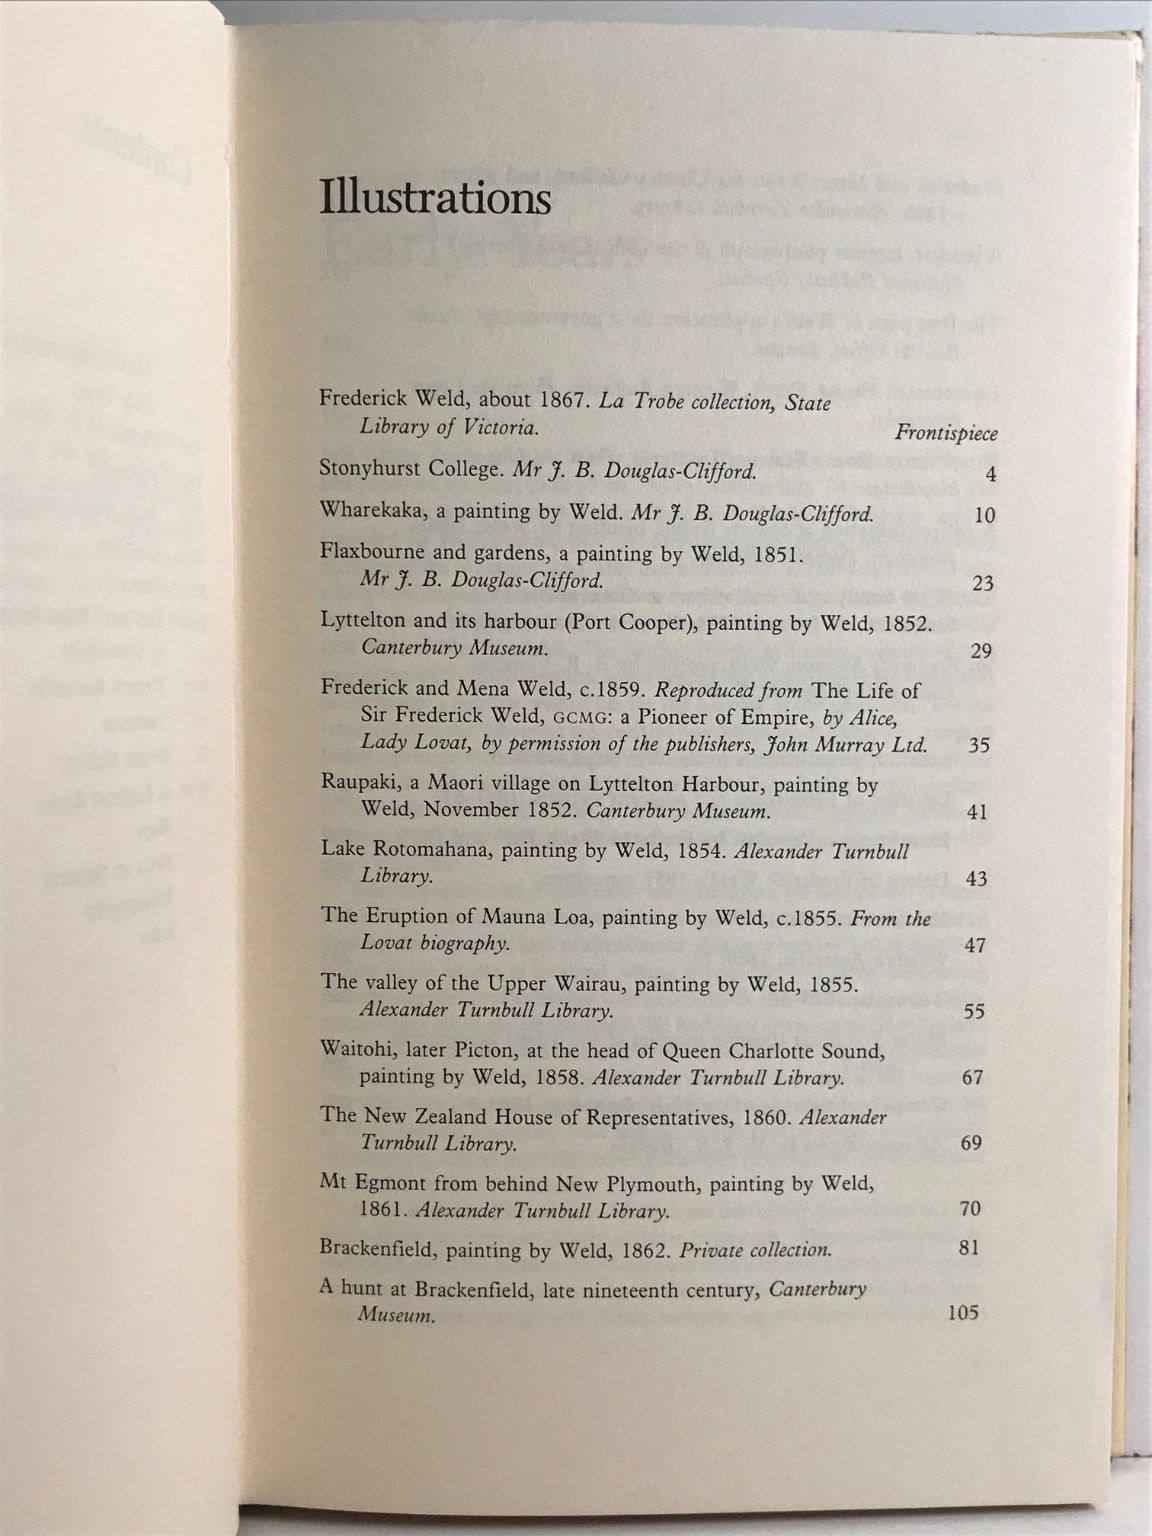 Illustrations
Frederick Weld, about 1867. La Trobe collection, State
Library of Victoria. Frontispiece
Stonyhurst College. Mr J. B. Douglas-Clifford. 4
Wharekaka, a painting by Weld. Mr J. B. Douglas-Clifford. 10
Flaxbourne and gardens, a painting by Weld, 1851.
Mr J. B. Douglas-Clifford. 23
Lyttelton and its harbour (Port Cooper), painting by Weld, 1852.
Canterbury Museum. 29
Frederick and Mena Weld, c.1859. Reproduced from The Life of
Sir Frederick Weld, GCMG: a Pioneer of Empire, by Alice,
Lady Lovat, by permission of the publishers, John Murray Ltd. 35
Raupaki, a Maori village on Lyttelton Harbour, painting by
Weld, November 1852. Canterbury Museum. 41
Lake Rotomahana, painting by Weld, 1854. Alexander Turnbull
Library. 43
The Eruption of Mauna Loa, painting by Weld, c.1855. From the
Lovat biography. 47
The valley of the Upper Wairau, painting by Weld, 1855.
Alexander Turnbull Library. 55
Waitohi, later Picton, at the head of Queen Charlotte Sound,
painting by Weld, 1858. Alexander Turnbull Library. 67
The New Zealand House of Representatives, 1860. Alexander
Turnbull Library. 69
Mt Egmont from behind New Plymouth, painting by Weld,
1861. Alexander Turnbull Library. 70
Brackenfield, painting by Weld, 1862. Private collection. 81
A hunt at Brackenfield, late nineteenth century, Canterbury
Museum. 105